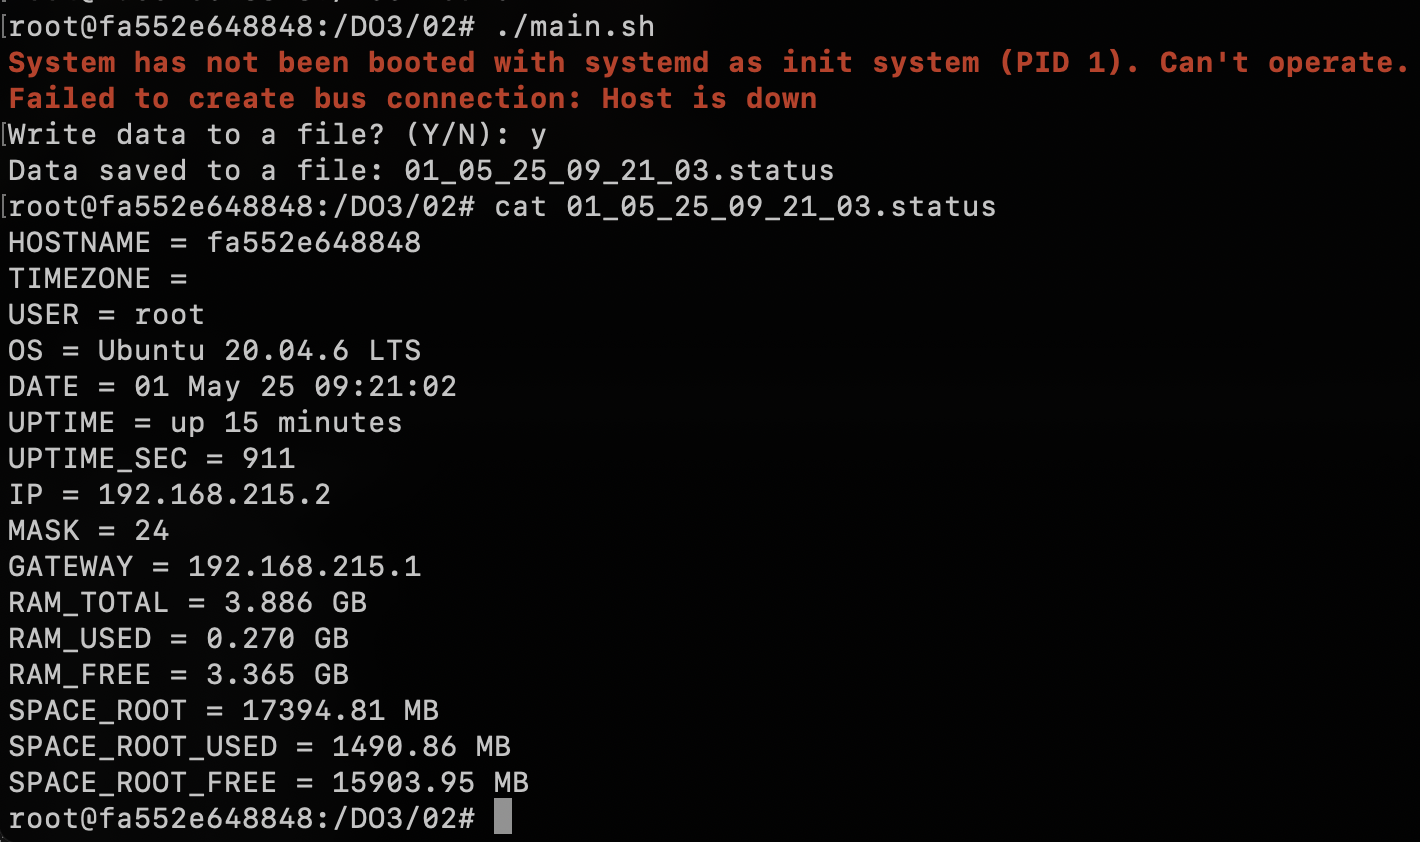 [root@fa552e648848:/DO3/02# ./main.sh
System has not been booted with systemd as init system (PID 1). Can't operate.
Failed to create bus connection: Host is down
[Write data to a file? (Y/N): y
Data saved to a file: 01_05_25_09_21_03.status
[root@fa552e648848:/DO3/02# cat 01_05_25_09_21_03.status
HOSTNAME = fa552e648848
TIMEZONE =
USER = root
OS = Ubuntu 20.04.6 LTS
DATE = 01 May 25 09:21:02
UPTIME = up 15 minutes
UPTIME_SEC = 911
IP = 192.168.215.2
MASK = 24
GATEWAY = 192.168.215.1
RAM_TOTAL = 3.886 GB
RAM_USED = 0.270 GB
RAM_FREE = 3.365 GB
SPACE_ROOT = 17394.81 MB
SPACE_ROOT_USED = 1490.86 MB
SPACE_ROOT_FREE = 15903.95 MB
root@fa552e648848:/DO3/02#